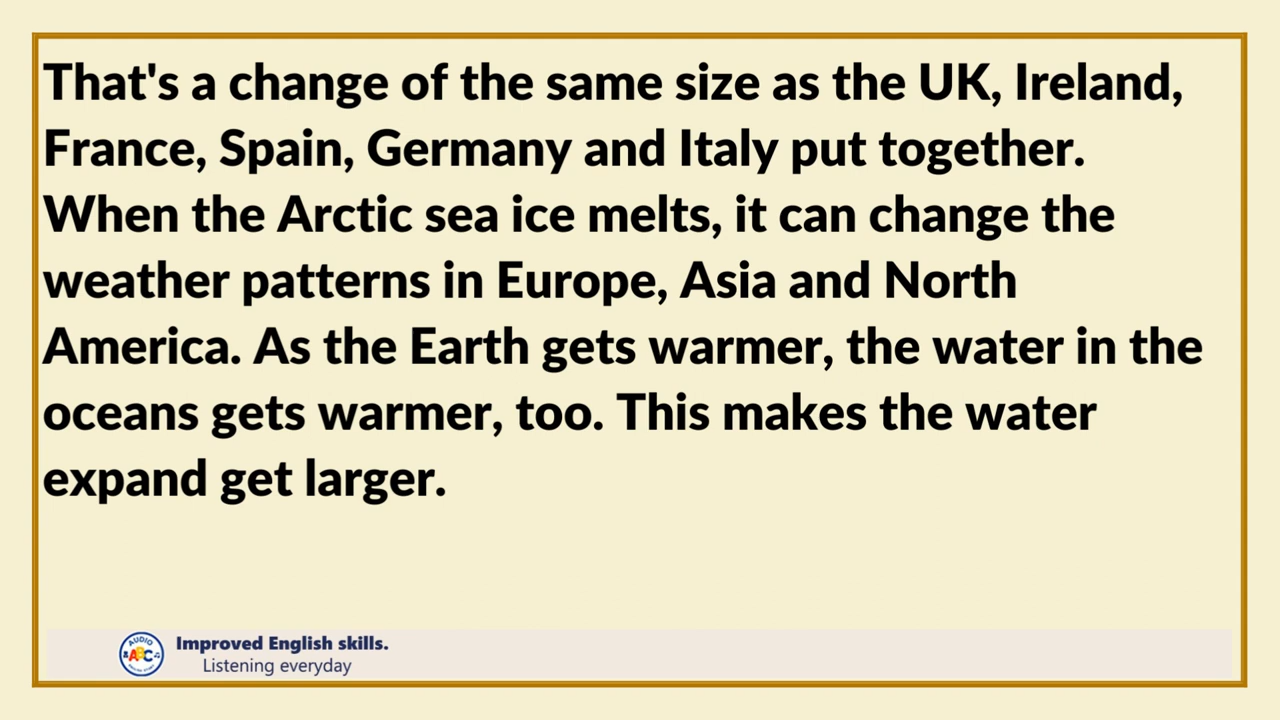 That's a change of the same size as the UK, Ireland,
France, Spain, Germany and Italy put together.
When the Arctic sea ice melts, it can change the
weather patterns in Europe, Asia and North
America. As the Earth gets warmer, the water in the
oceans gets warmer, too. This makes the water
expand get larger.
AUDIO
ABC
Improved English skills.
Listening everyday